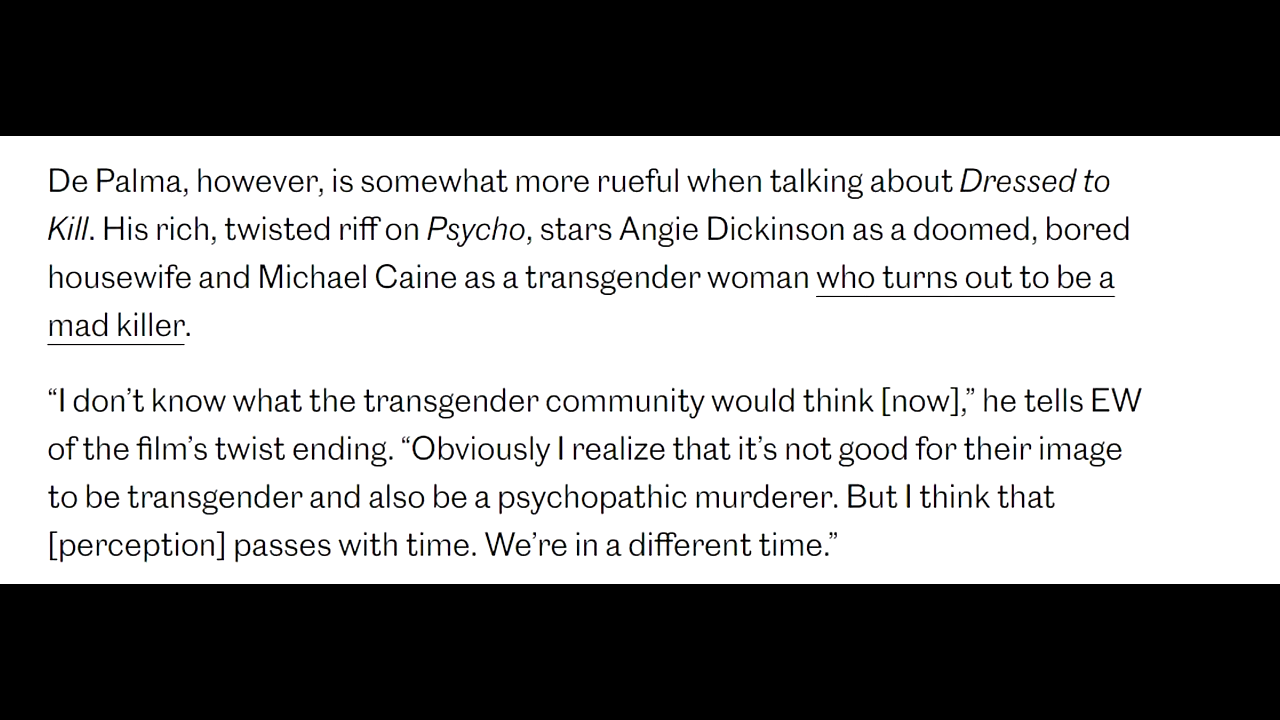 De Palma, however, is somewhat more rueful when talking about Dressed to
Kill. His rich, twisted riff on Psycho, stars Angie Dickinson as a doomed, bored
housewife and Michael Caine as a transgender woman who turns out to be a
mad killer.
“I don’t know what the transgender community would think [now],” he tells EW
of the film’s twist ending. “Obviously I realize that it’s not good for their image
to be transgender and also be a psychopathic murderer. But I think that
[perception] passes with time. We’re in a different time.”